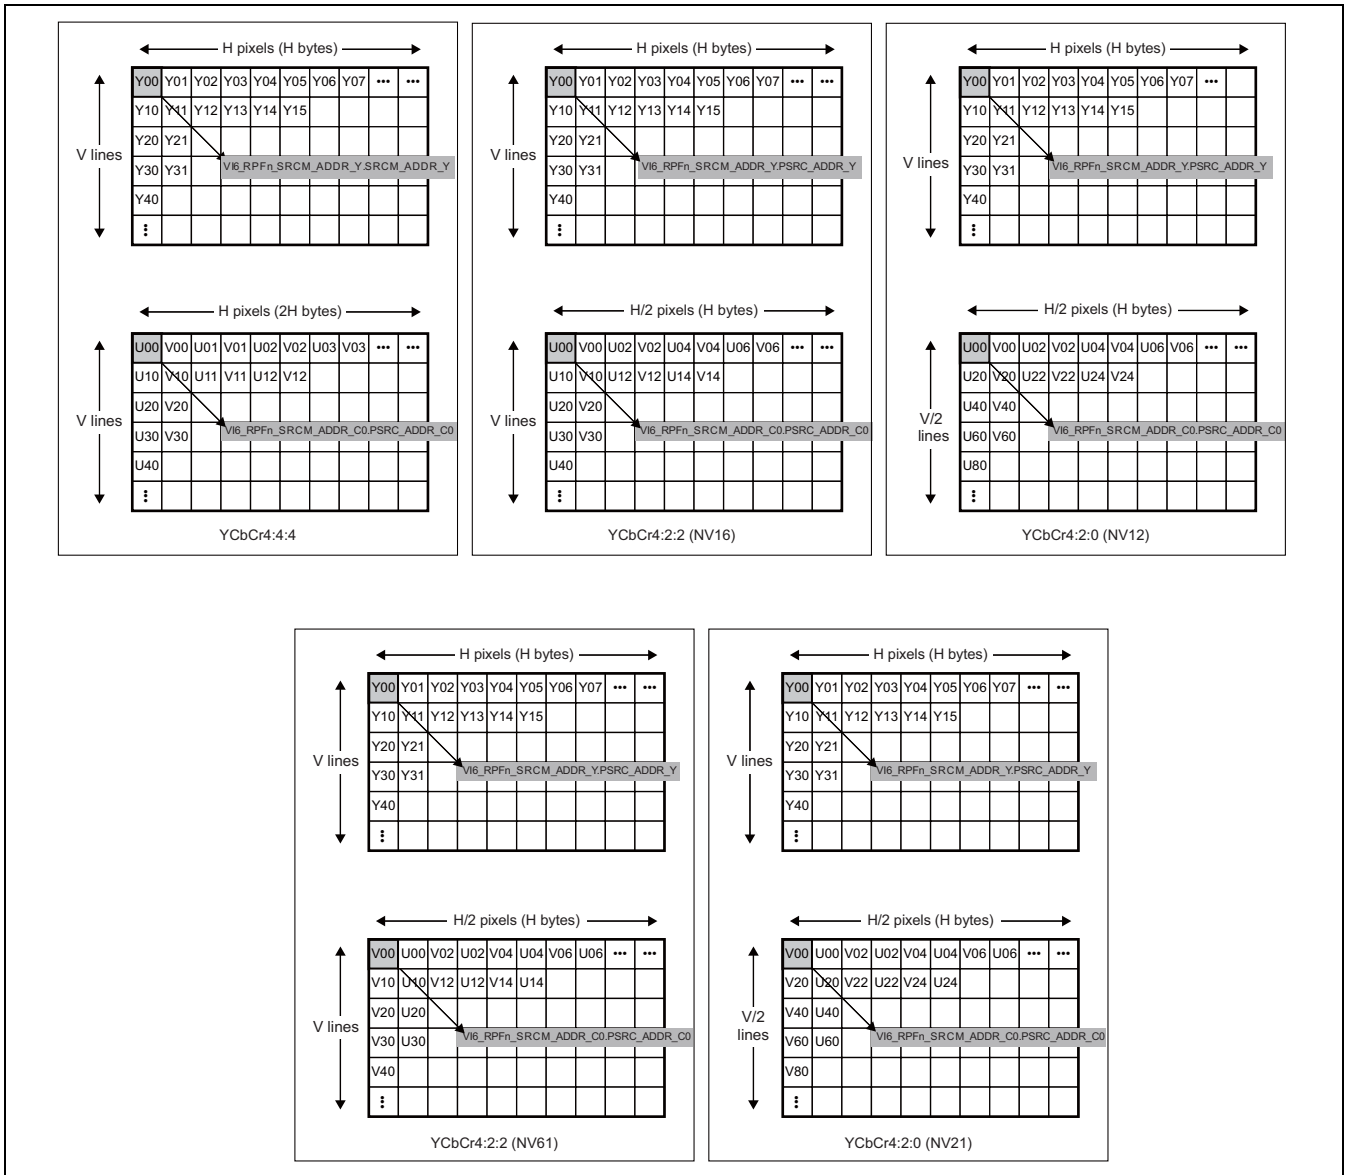 H pixels (H bytes)
V lines
Y00 Y01 Y02 Y03 Y04 Y05 Y06 Y07 ••• •••
Y10 Y11 Y12 Y13 Y14 Y15
Y20 Y21
Y30 Y31
VI6_RPFn_SRCM_ADDR_Y.SRCM_ADDR_Y
Y40
⋮
H pixels (2H bytes)
V lines
U00 V00 U01 V01 U02 V02 U03 V03 ••• •••
U10 V10 U11 V11 U12 V12
U20 V20
U30 V30
VI6_RPFn_SRCM_ADDR_C0.PSRC_ADDR_C0
U40
⋮
YCbCr4:4:4
H pixels (H bytes)
V lines
Y00 Y01 Y02 Y03 Y04 Y05 Y06 Y07 ••• •••
Y10 Y11 Y12 Y13 Y14 Y15
Y20 Y21
Y30 Y31
VI6_RPFn_SRCM_ADDR_Y.PSRC_ADDR_Y
Y40
⋮
H/2 pixels (H bytes)
V lines
U00 V00 U02 V02 U04 V04 U06 V06 ••• •••
U10 V10 U12 V12 U14 V14
U20 V20
U30 V30
VI6_RPFn_SRCM_ADDR_C0.PSRC_ADDR_C0
U40
⋮
YCbCr4:2:2 (NV16)
H pixels (H bytes)
V lines
Y00 Y01 Y02 Y03 Y04 Y05 Y06 Y07 •••
Y10 Y11 Y12 Y13 Y14 Y15
Y20 Y21
Y30 Y31
VI6_RPFn_SRCM_ADDR_Y.PSRC_ADDR_Y
Y40
⋮
H/2 pixels (H bytes)
V/2
lines
U00 V00 U02 V02 U04 V04 U06 V06 ••• •••
U20 V20 U22 V22 U24 V24
U40 V40
U60 V60
VI6_RPFn_SRCM_ADDR_C0.PSRC_ADDR_C0
U80
⋮
YCbCr4:2:0 (NV12)
H pixels (H bytes)
V lines
Y00 Y01 Y02 Y03 Y04 Y05 Y06 Y07 ••• •••
Y10 Y11 Y12 Y13 Y14 Y15
Y20 Y21
Y30 Y31
VI6_RPFn_SRCM_ADDR_Y.PSRC_ADDR_Y
Y40
⋮
H/2 pixels (H bytes)
V lines
V00 U00 V02 U02 V04 U04 V06 U06 ••• •••
V10 U10 V12 U12 V14 U14
V20 U20
V30 U30
VI6_RPFn_SRCM_ADDR_C0.PSRC_ADDR_C0
V40
⋮
YCbCr4:2:2 (NV61)
H pixels (H bytes)
V lines
Y00 Y01 Y02 Y03 Y04 Y05 Y06 Y07 ••• •••
Y10 Y11 Y12 Y13 Y14 Y15
Y20 Y21
Y30 Y31
VI6_RPFn_SRCM_ADDR_Y.PSRC_ADDR_Y
Y40
⋮
H/2 pixels (H bytes)
V/2
lines
V00 U00 V02 U02 V04 U04 V06 U06 ••• •••
V20 U20 V22 U22 V24 U24
V40 U40
V60 U60
VI6_RPFn_SRCM_ADDR_C0.PSRC_ADDR_C0
V80
⋮
YCbCr4:2:0 (NV21)